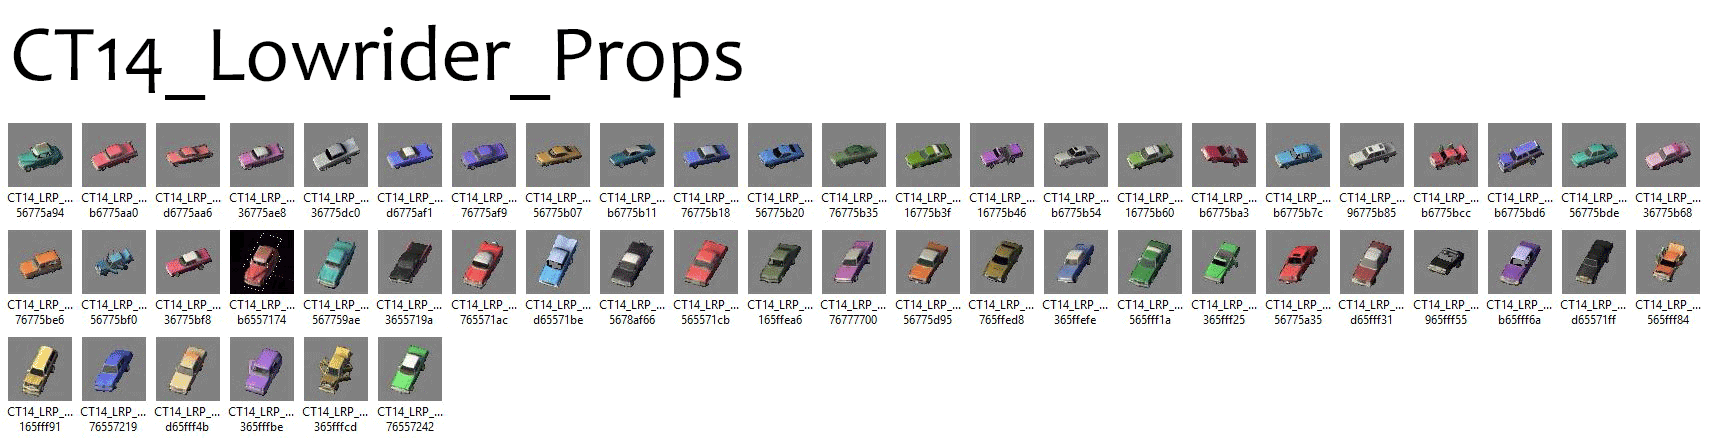 CT14_Lowrider_Props
CT14_LRP_... CT14_LRP_... CT14_LRP_... CT14_LRP_... CT14_LRP_... CT14_LRP_... CT14_LRP_... CT14_LRP_... CT14_LRP_... CT14_LRP_... CT14_LRP_... CT14_LRP_... CT14_LRP_... CT14_LRP_... CT14_LRP_... CT14_LRP_... CT14_LRP_... CT14_LRP_... CT14_LRP_... CT14_LRP_... CT14_LRP_... CT14_LRP_... CT14_LRP_...
56775a94 b6775aa0 d6775aa6 36775ae8 36775dc0 d6775af1 76775af9 56775b07 b6775b11 76775b18 56775b20 76775b35 16775b3f 16775b46 b6775b54 16775b60 b6775ba3 b6775b7c 96775b85 b6775bcc b6775bd6 56775bde 36775b68
CT14_LRP_... CT14_LRP_... CT14_LRP_... CT14_LRP_... CT14_LRP_... CT14_LRP_... CT14_LRP_... CT14_LRP_... CT14_LRP_... CT14_LRP_... CT14_LRP_... CT14_LRP_... CT14_LRP_... CT14_LRP_... CT14_LRP_... CT14_LRP_... CT14_LRP_... CT14_LRP_... CT14_LRP_... CT14_LRP_... CT14_LRP_... CT14_LRP_... CT14_LRP_...
76775be6 56775bf0 36775bf8 b6557174 567759ae 3655719a 765571ac d65571be 5678af66 565571cb 165ffea6 76777700 56775d95 765ffed8 365ffefe 565fff1a 365fff25 56775a35 d65fff31 965fff55 b65fff6a d65571ff 565fff84
CT14_LRP_... CT14_LRP_... CT14_LRP_... CT14_LRP_... CT14_LRP_... CT14_LRP_...
165fff91 76557219 d65fff4b 365fffbe 365fffcd 76557242